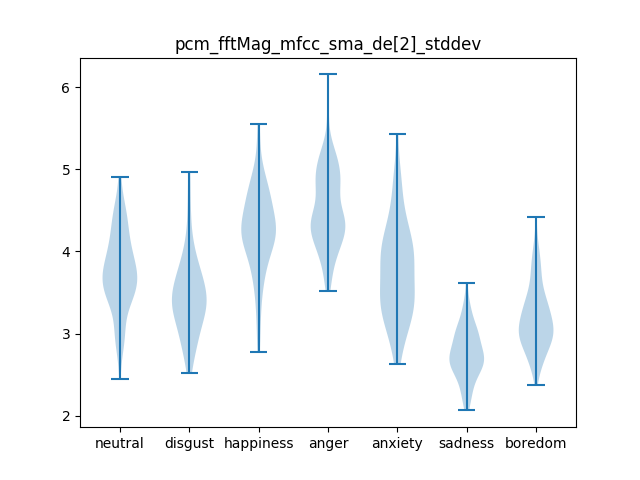 pcm_fftMag_mfcc_sma_de[2]_stddev
6
5
4
3
2
neutral disgust happiness anger anxiety sadness boredom